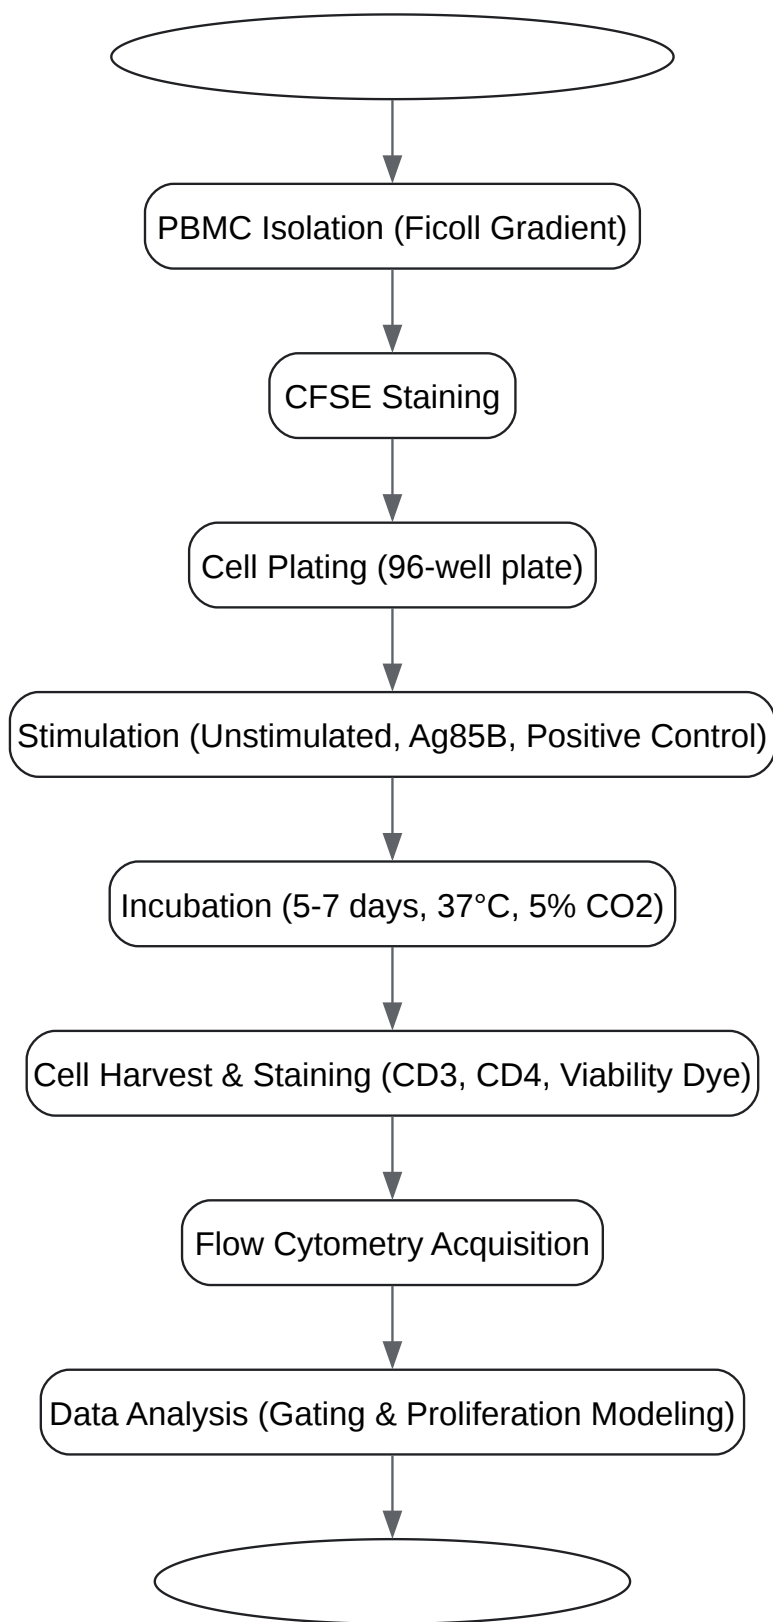 PBMC Isolation (Ficoll Gradient)
CFSE Staining
Cell Plating (96-well plate)
Stimulation (Unstimulated, Ag85B, Positive Control)
Incubation (5-7 days, 37°C, 5% CO2)
Cell Harvest & Staining (CD3, CD4, Viability Dye)
Flow Cytometry Acquisition
Data Analysis (Gating & Proliferation Modeling)